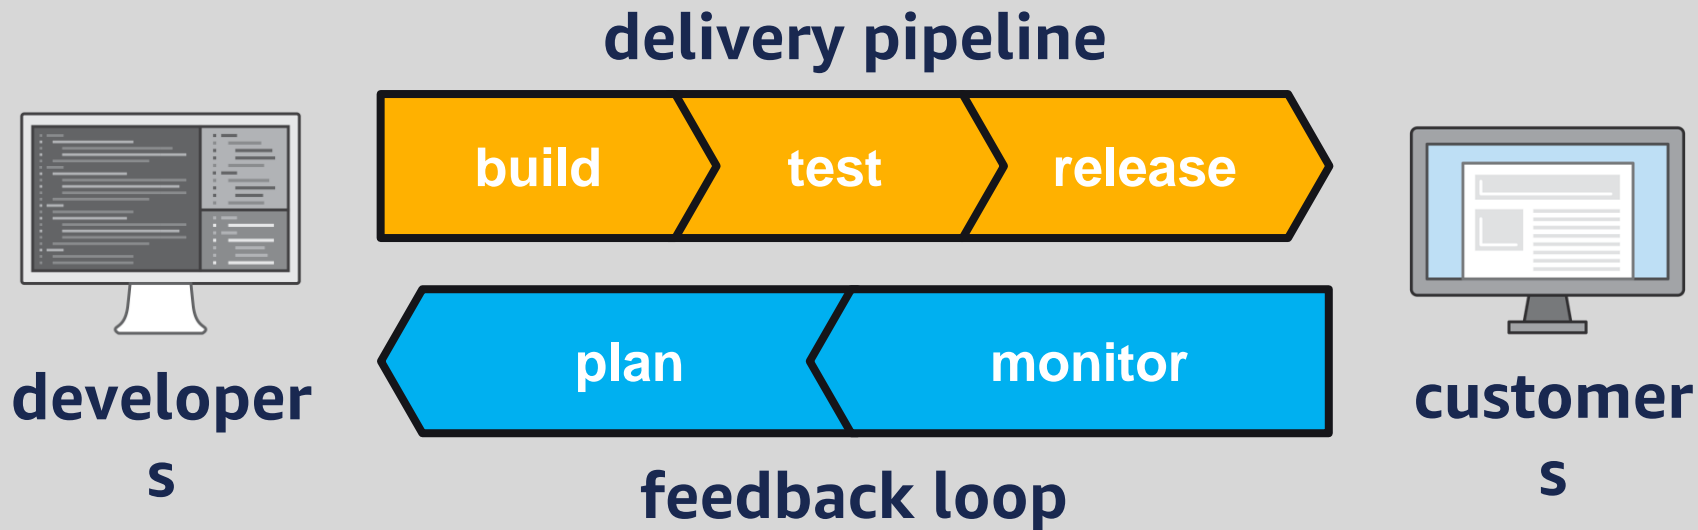 delivery pipeline
build
test
release
plan
monitor
developer
s
customer
s
feedback loop